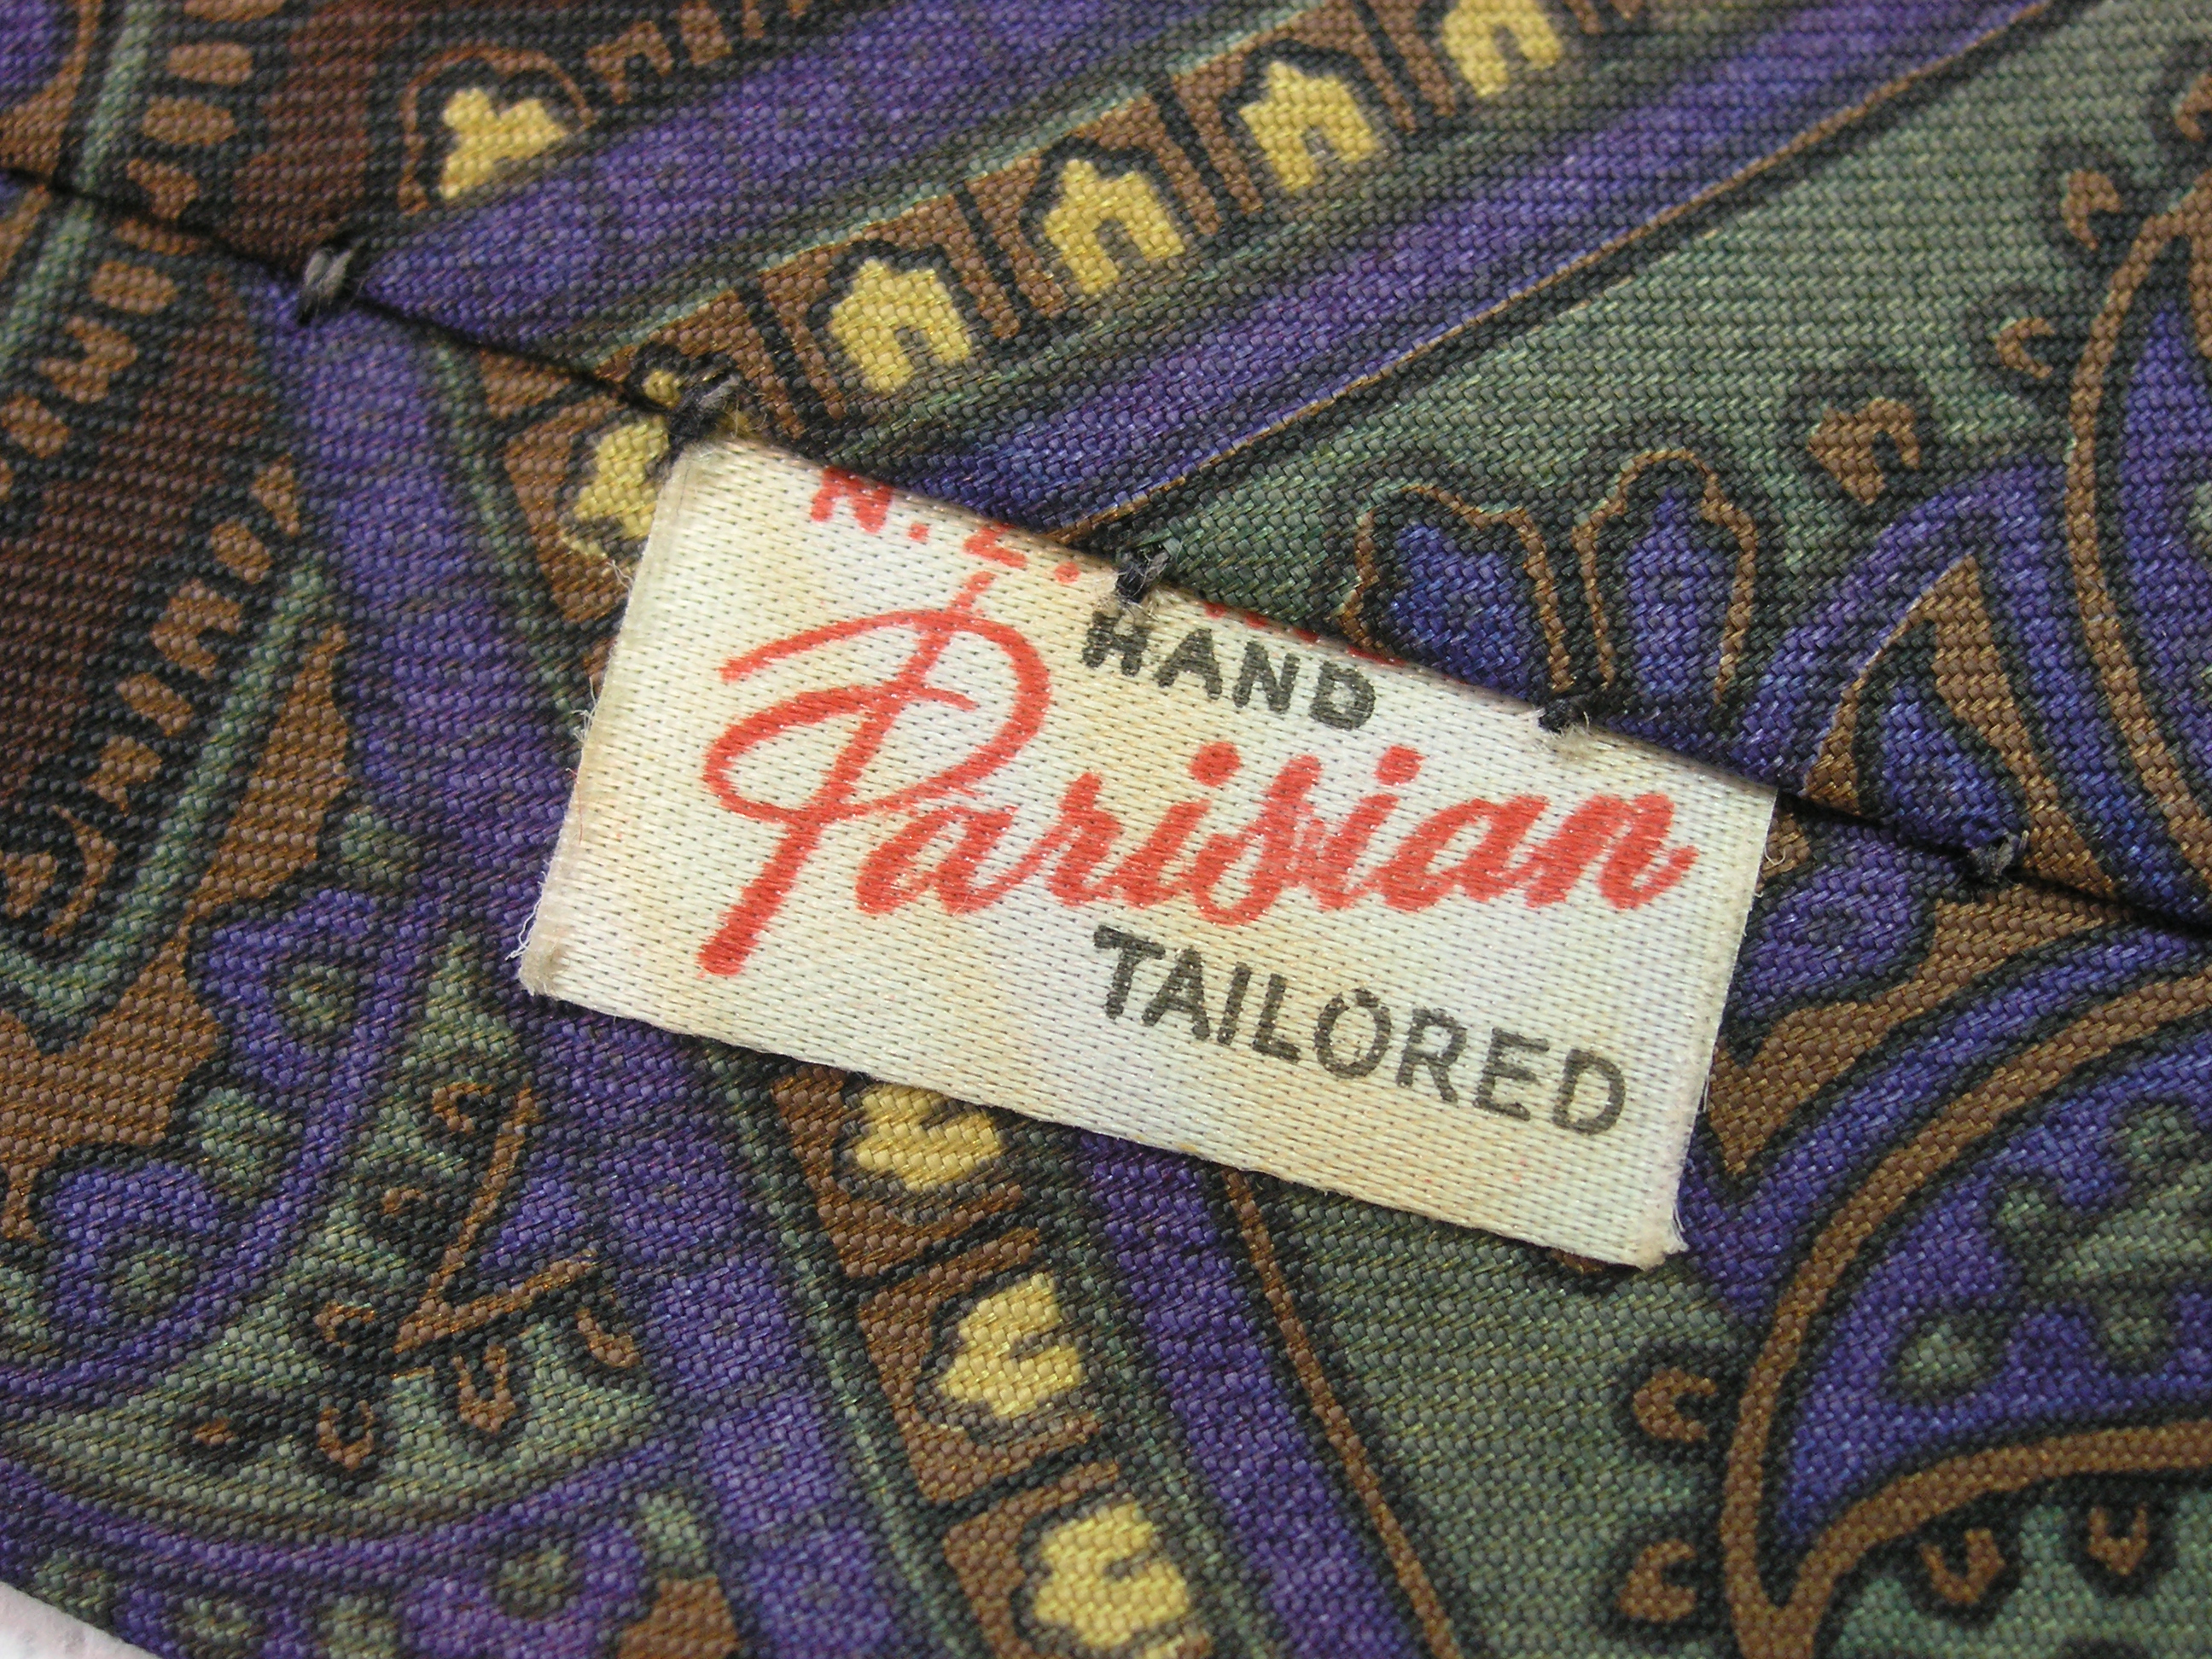 N.Z.
HAND
Parisian
TAILORED